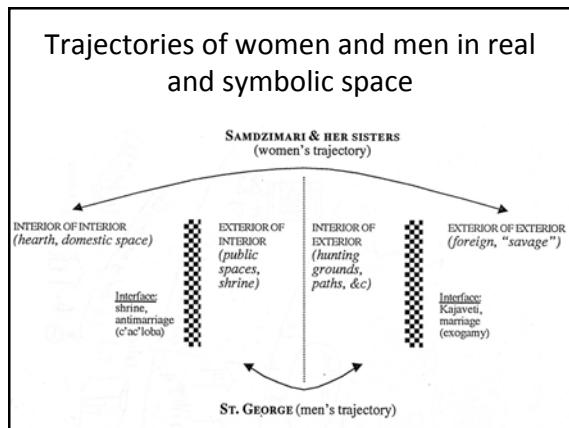 Trajectories of women and men in real
and symbolic space
SAMDZIMARI & HER SISTERS
(women's trajectory)
INTERIOR OF INTERIOR
(hearth, domestic space)
EXTERIOR OF
INTERIOR
(public
spaces,
shrine)
INTERIOR OF
EXTERIOR
(hunting
grounds,
paths, &c)
EXTERIOR OF EXTERIOR
(foreign, "savage")
Interface:
shrine,
antimarriage
(c'ac'loba)
Interface:
Kajaveti,
marriage
(exogamy)
ST. GEORGE (men's trajectory)